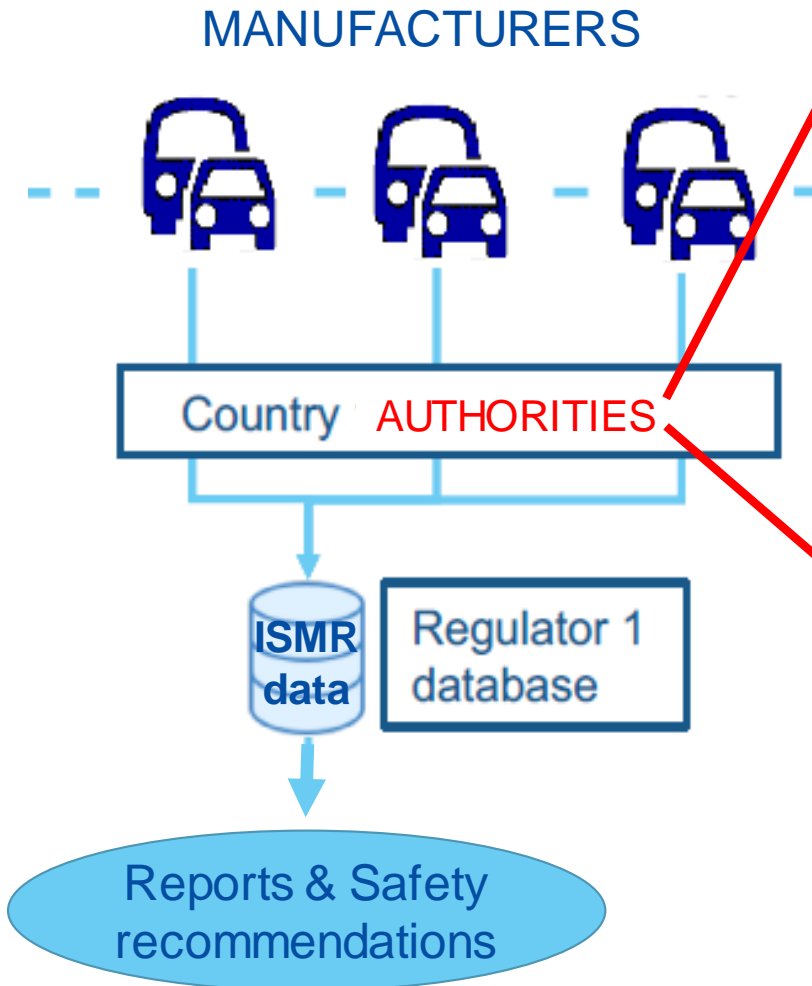 MANUFACTURERS
Country AUTHORITIES
ISMR
data
Regulator 1
database
Reports & Safety
recommendations